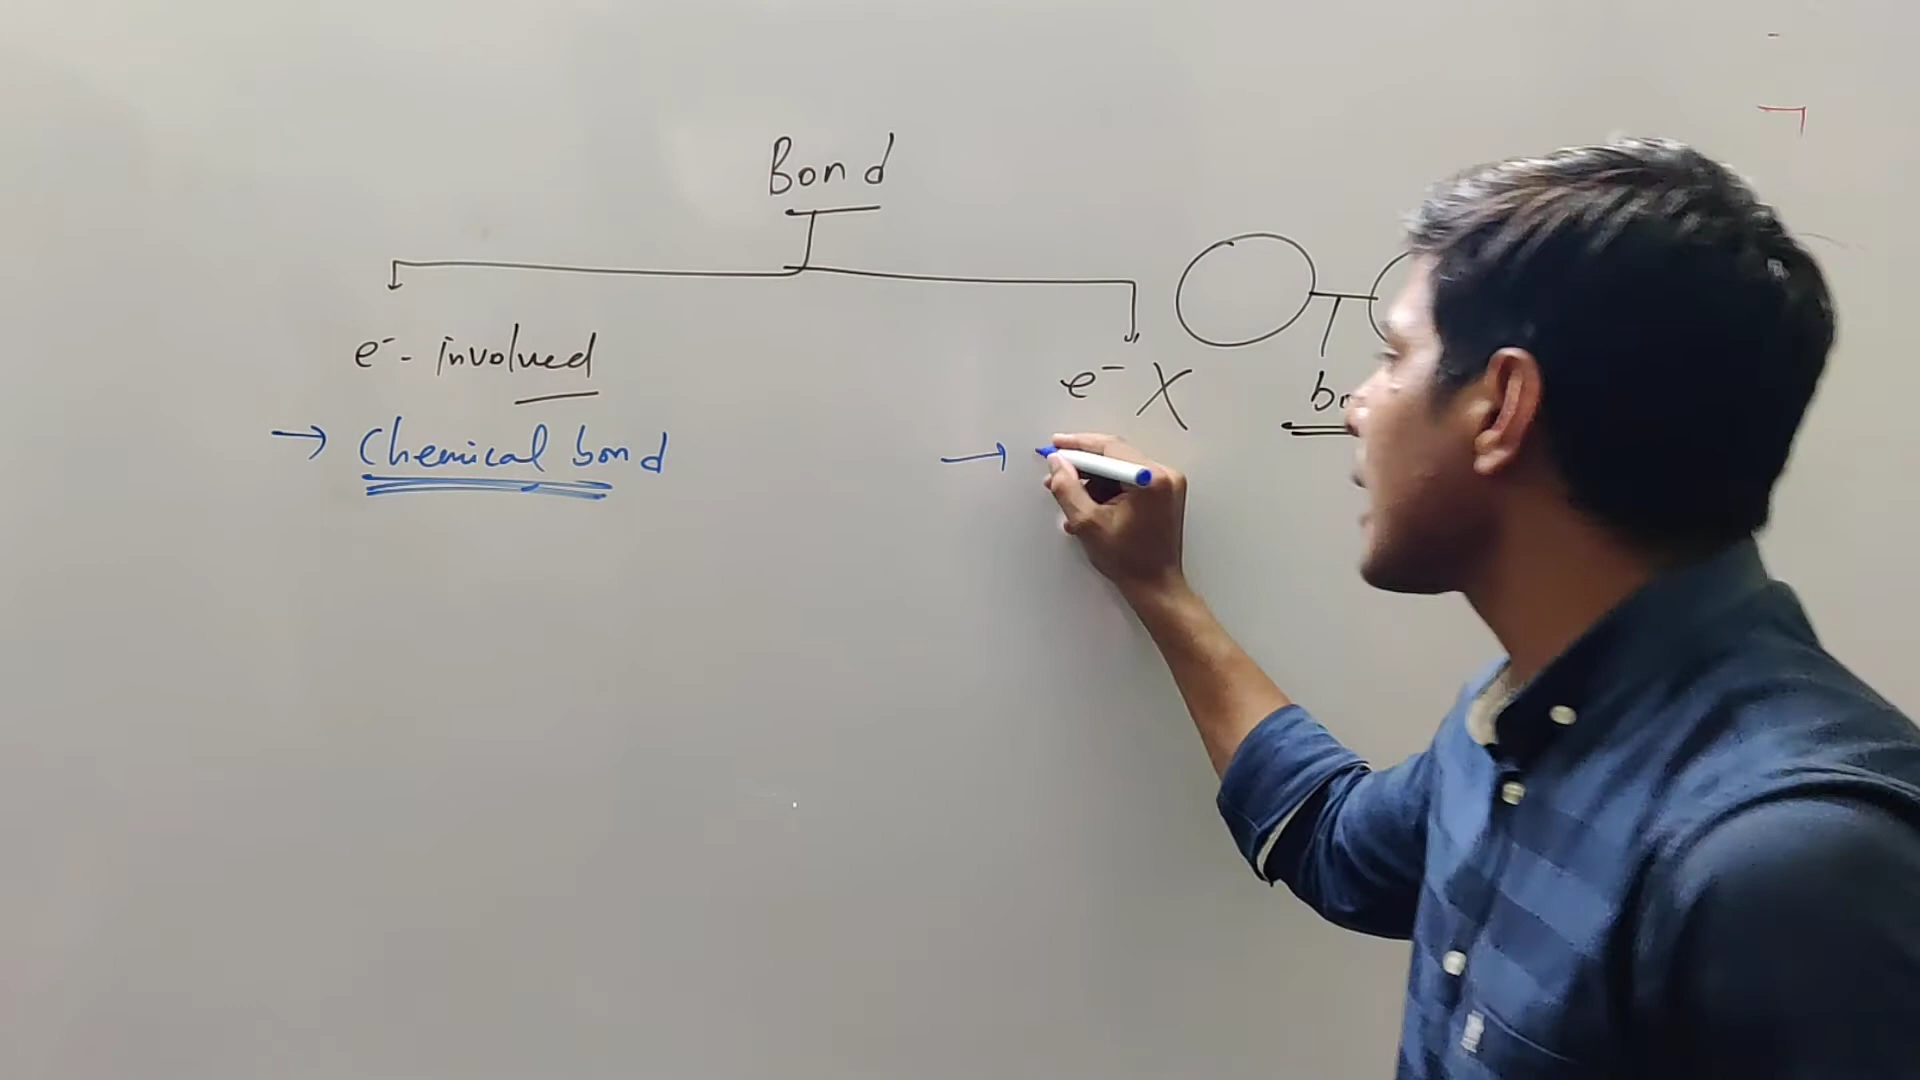 Bond
e⁻ - involved
e⁻ X
→ Chemical bond
→